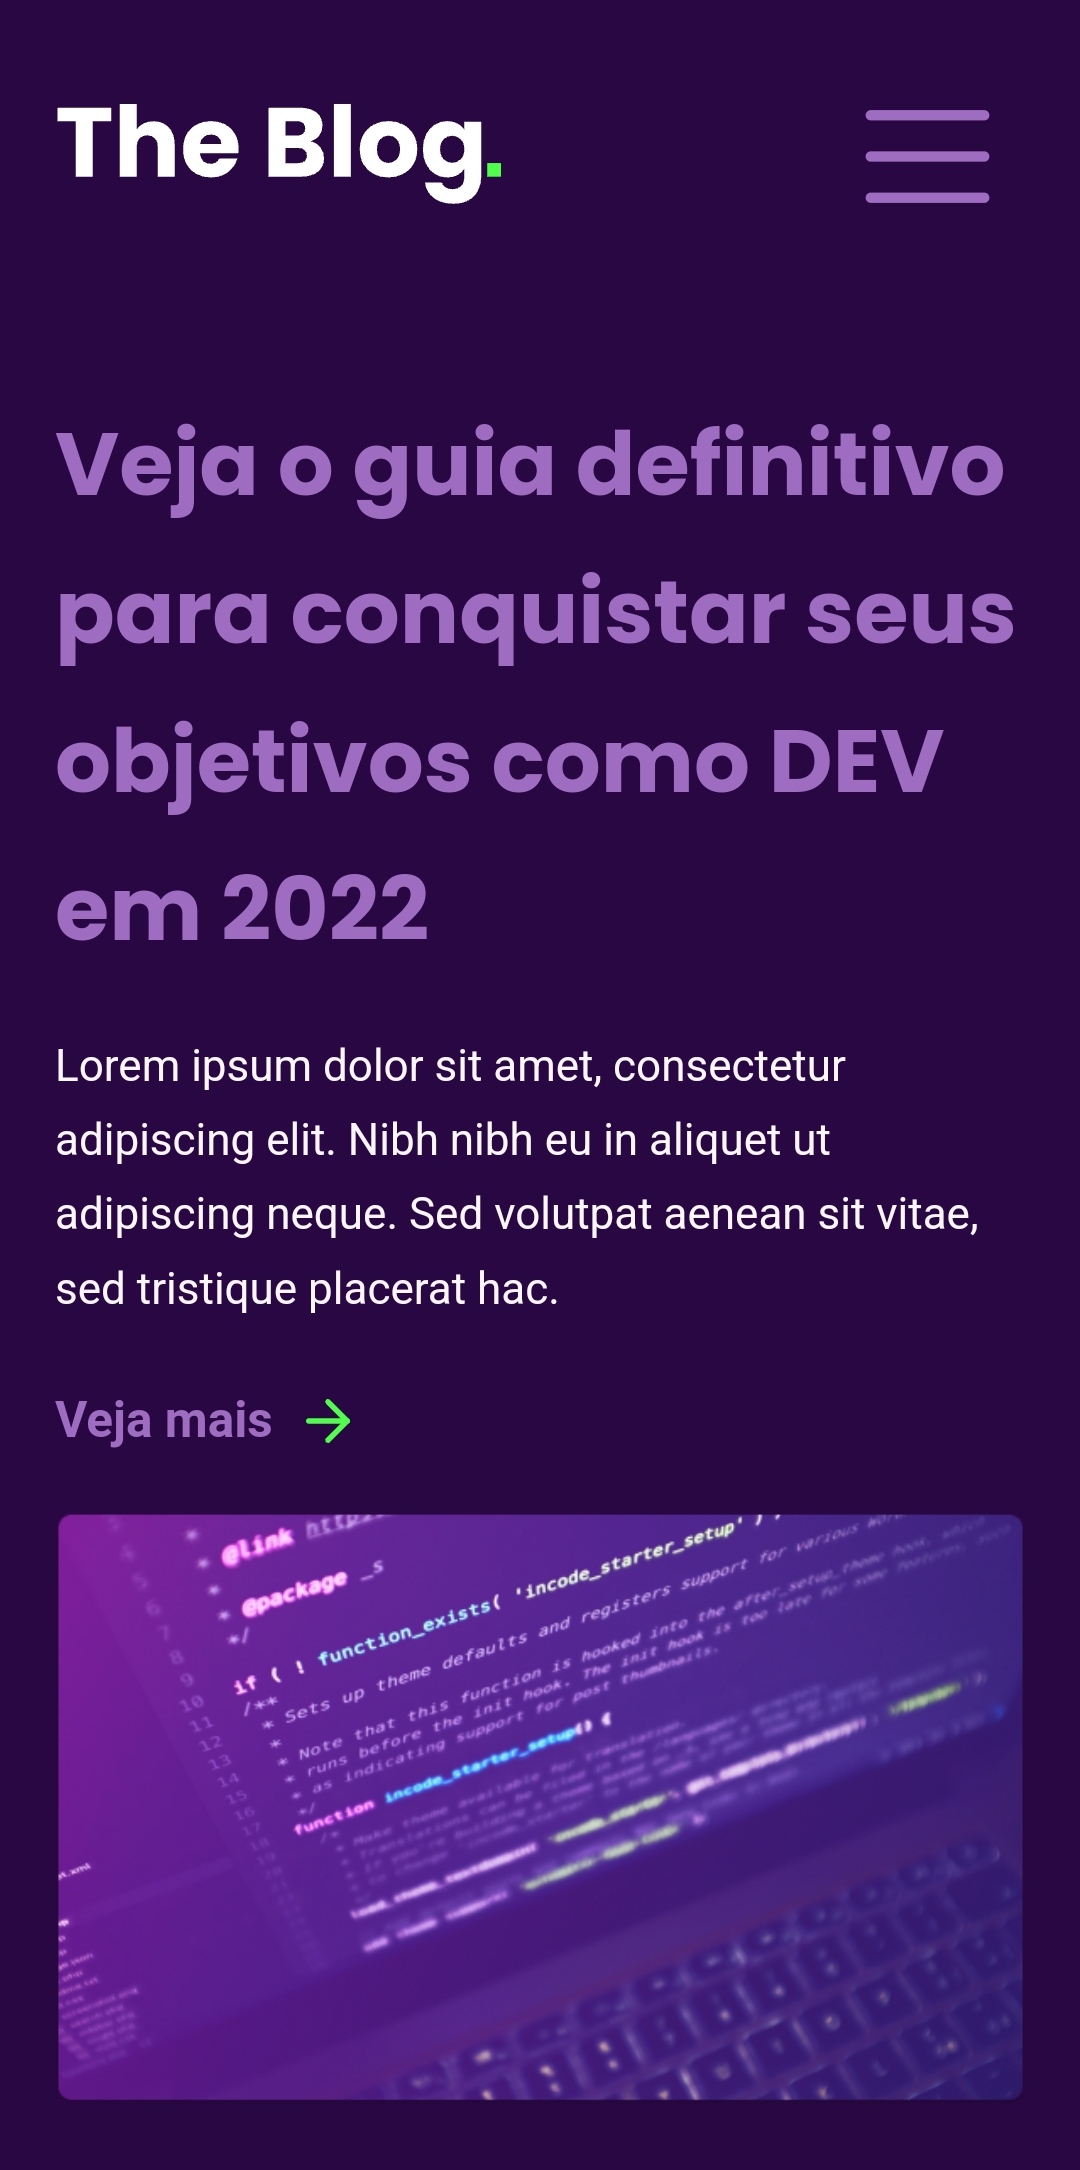 The Blog.
Veja o guia definitivo
para conquistar seus
objetivos como DEV
em 2022
Lorem ipsum dolor sit amet, consectetur
adipiscing elit. Nibh nibh eu in aliquet ut
adipiscing neque. Sed volutpat aenean sit vitae,
sed tristique placerat hac.
Veja mais
* @link
* @package _s
*/
if ( ! function_exists( 'incode_starter_setup' ) :
/**
* Sets up theme defaults and registers support for various
*
* Note that this function is hooked into the after_setup_theme hook, which
* runs before the init hook. The init hook is too late for some features,
* as indicating support for post thumbnails.
*/
function incode_starter_setup() {